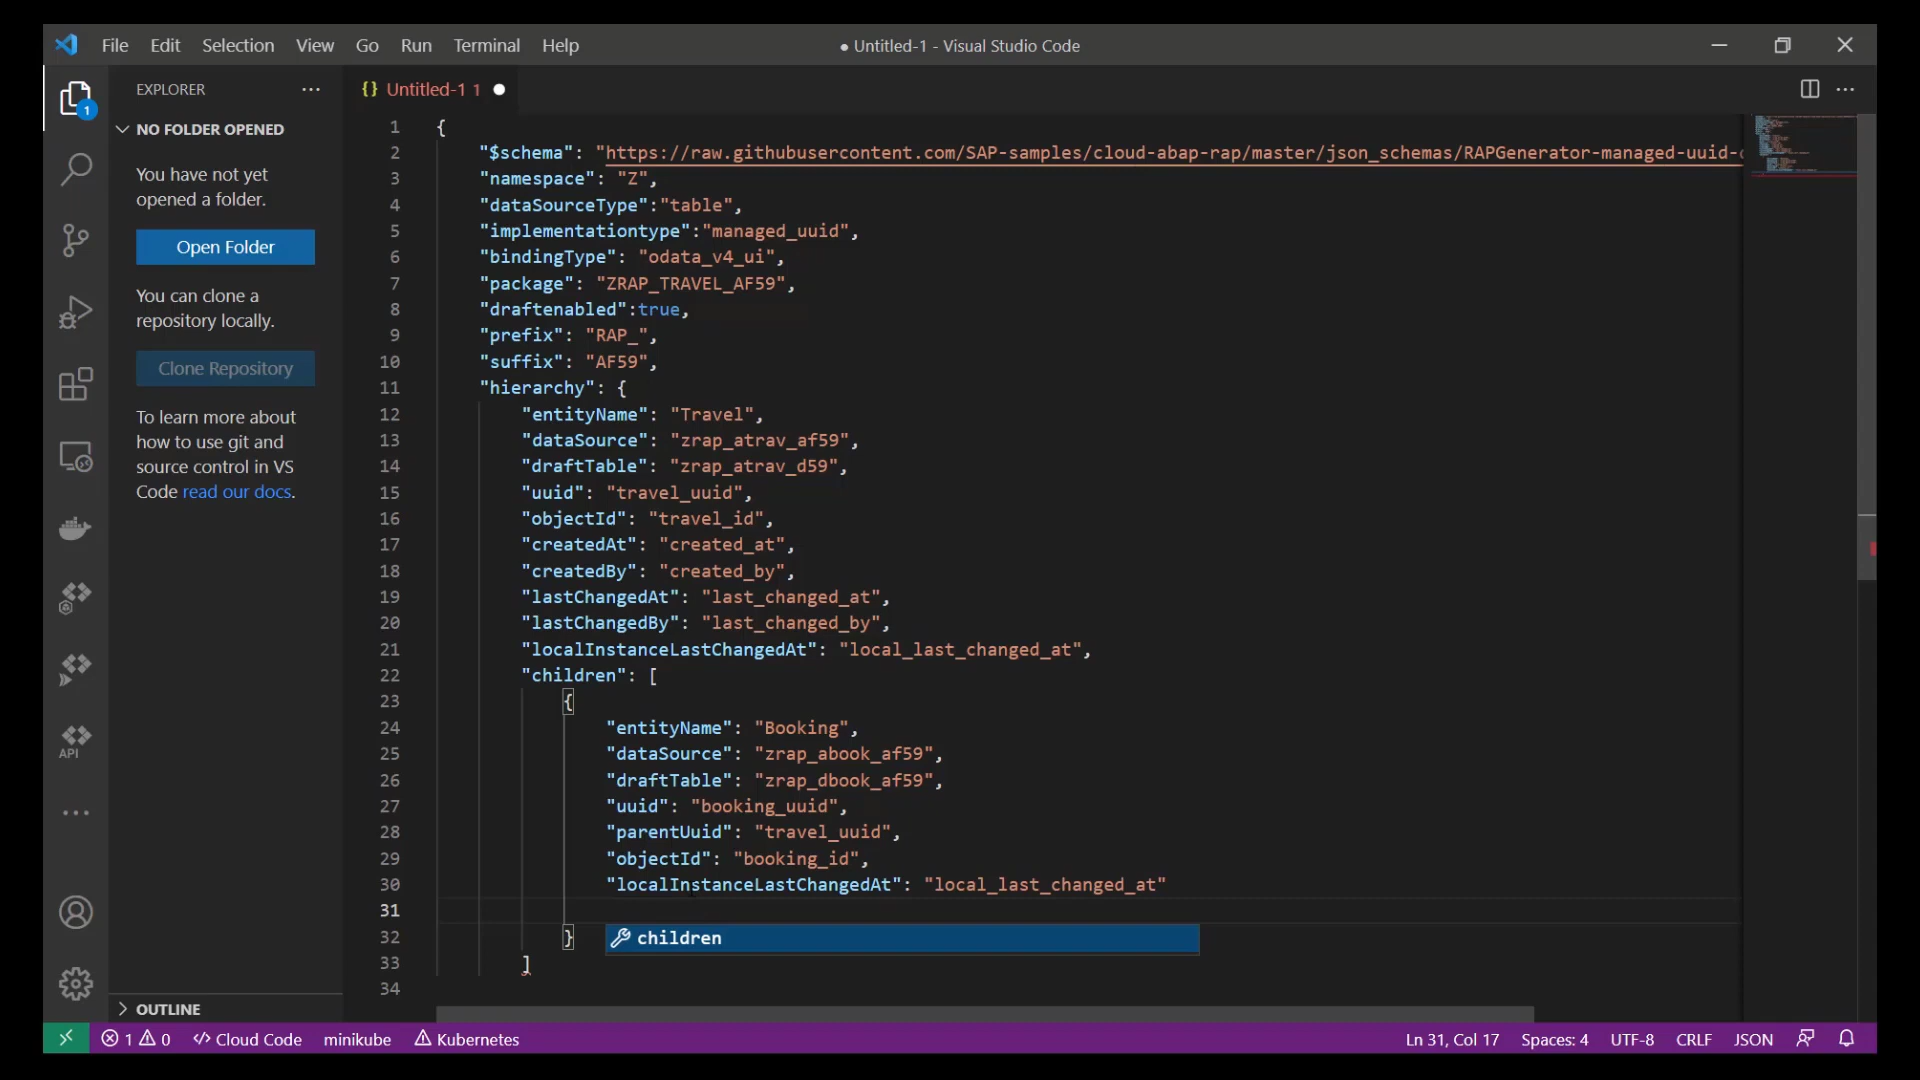 File Edit Selection View Go Run Terminal Help
● Untitled-1 - Visual Studio Code
EXPLORER ···
NO FOLDER OPENED
You have not yet
opened a folder.
Open Folder
You can clone a
repository locally.
Clone Repository
To learn more about
how to use git and
source control in VS
Code read our docs.
API
OUTLINE
{} Untitled-1 1 ●
1 {
2 "$schema": "https://raw.githubusercontent.com/SAP-samples/cloud-abap-rap/master/json_schemas/RAPGenerator-managed-uuid-
3 "namespace": "Z",
4 "dataSourceType":"table",
5 "implementationtype":"managed_uuid",
6 "bindingType": "odata_v4_ui",
7 "package": "ZRAP_TRAVEL_AF59",
8 "draftenabled":true,
9 "prefix": "RAP_",
10 "suffix": "AF59",
11 "hierarchy": {
12 "entityName": "Travel",
13 "dataSource": "zrap_atrav_af59",
14 "draftTable": "zrap_atrav_d59",
15 "uuid": "travel_uuid",
16 "objectId": "travel_id",
17 "createdAt": "created_at",
18 "createdBy": "created_by",
19 "lastChangedAt": "last_changed_at",
20 "lastChangedBy": "last_changed_by",
21 "localInstanceLastChangedAt": "local_last_changed_at",
22 "children": [
23 {
24 "entityName": "Booking",
25 "dataSource": "zrap_abook_af59",
26 "draftTable": "zrap_dbook_af59",
27 "uuid": "booking_uuid",
28 "parentUuid": "travel_uuid",
29 "objectId": "booking_id",
30 "localInstanceLastChangedAt": "local_last_changed_at"
31
32 } children
33 ]
34
1 0 Cloud Code minikube Kubernetes
Ln 31, Col 17 Spaces: 4 UTF-8 CRLF JSON
1